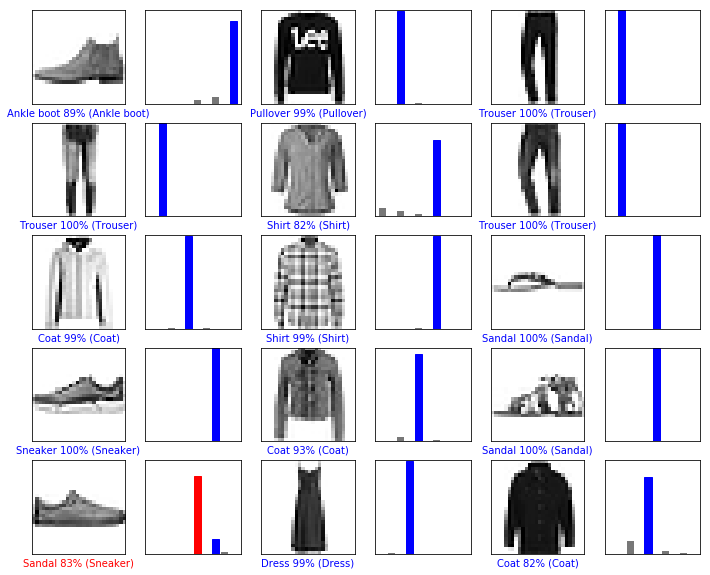 Lee
Ankle boot 89% (Ankle boot)
Pullover 99% (Pullover)
Trouser 100% (Trouser)
Trouser 100% (Trouser)
Shirt 82% (Shirt)
Trouser 100% (Trouser)
Coat 99% (Coat)
Shirt 99% (Shirt)
Sandal 100% (Sandal)
Sneaker 100% (Sneaker)
Coat 93% (Coat)
Sandal 100% (Sandal)
Sandal 83% (Sneaker)
Dress 99% (Dress)
Coat 82% (Coat)